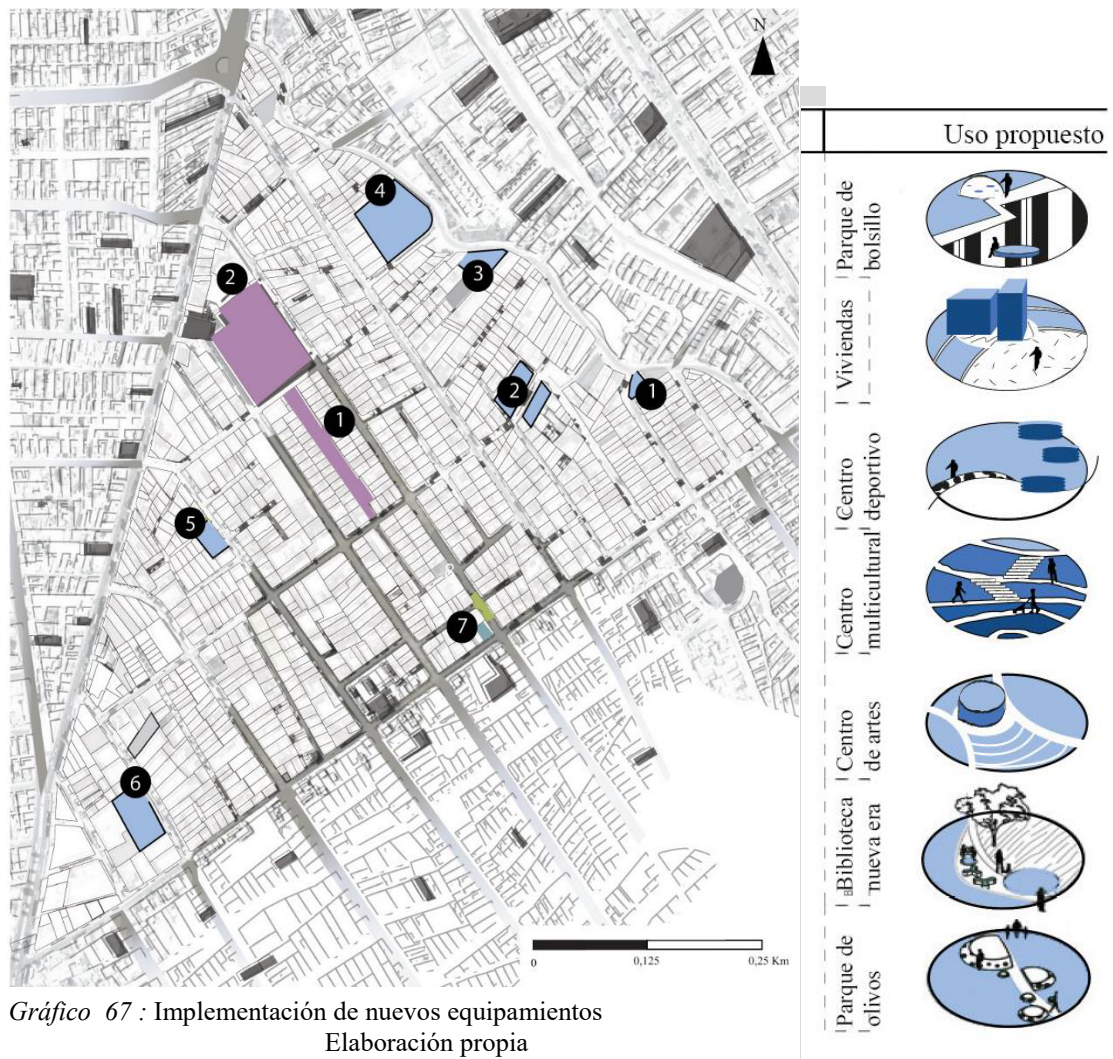 N
4
3
2
2
1
1
5
7
6
0
0,125
0,25 Km
Gráfico 67 : Implementación de nuevos equipamientos
Elaboración propia
Uso propuesto
Parque de
bolsillo
Viviendas
Centro
deportivo
Centro
multicultural
Centro
de artes
BBiblioteca
nueva era
Parque de
olivos